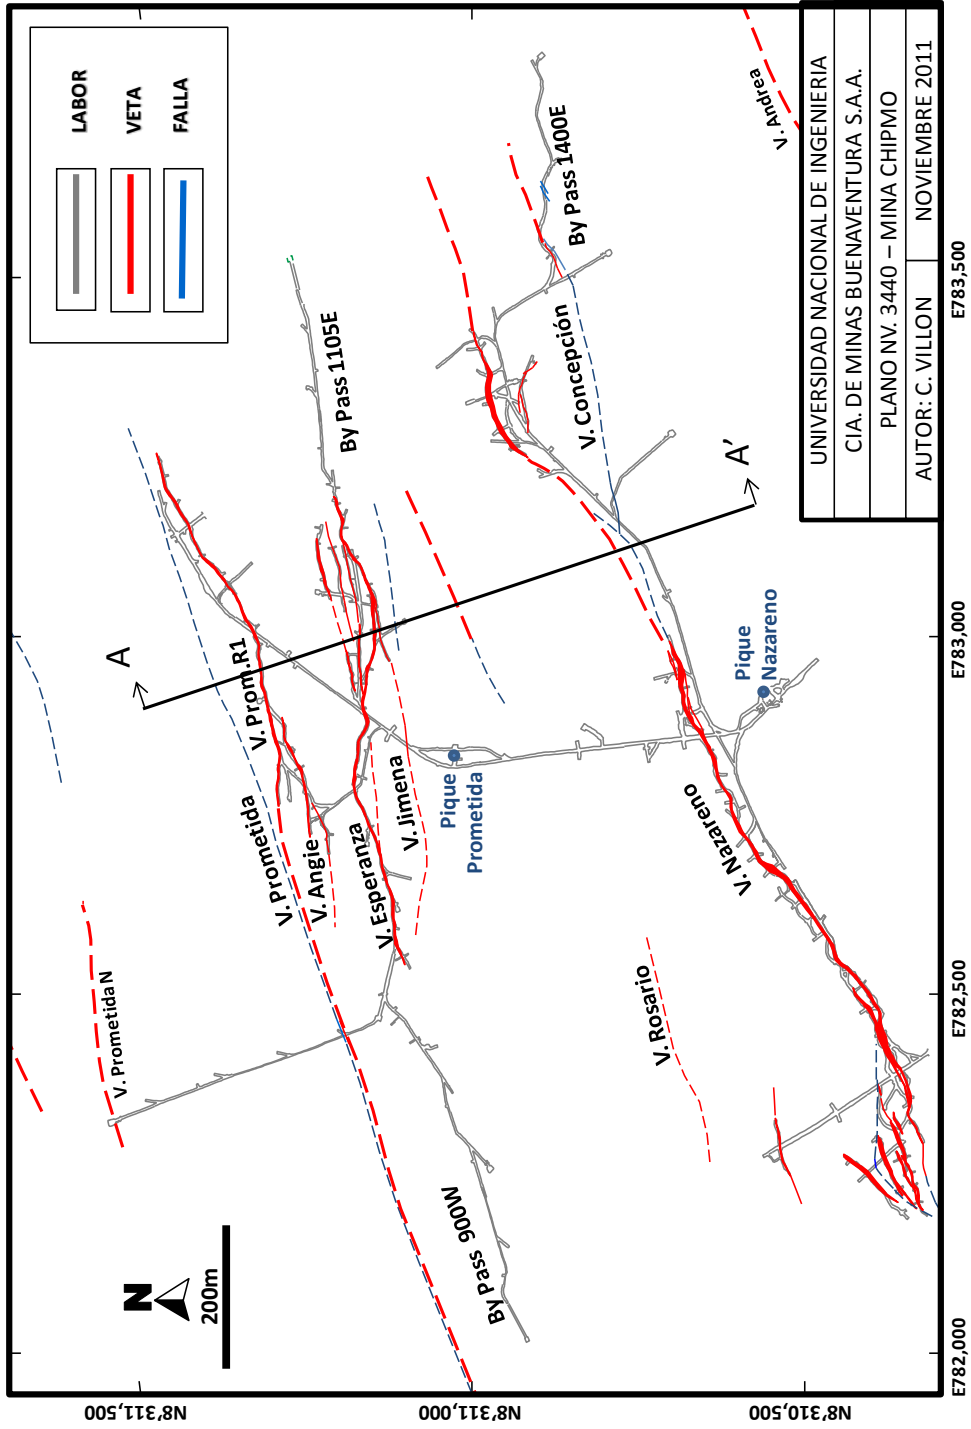 LABOR
VETA
FALLA
N
200m
V. Prometida N
V. Prometida
V. Prom.R1
V. Angie
V. Esperanza
V. Jimena
By Pass 1105E
By Pass 900W
By Pass 1400E
V. Concepción
V. Andrea
V. Nazareno
V. Rosario
Pique
Prometida
Pique
Nazareno
A
A’
UNIVERSIDAD NACIONAL DE INGENIERIA
CIA. DE MINAS BUENAVENTURA S.A.A.
PLANO NV. 3440 – MINA CHIPMO
AUTOR: C. VILLON
NOVIEMBRE 2011
N8’311,500
N8’311,000
N8’310,500
E782,000
E782,500
E783,000
E783,500